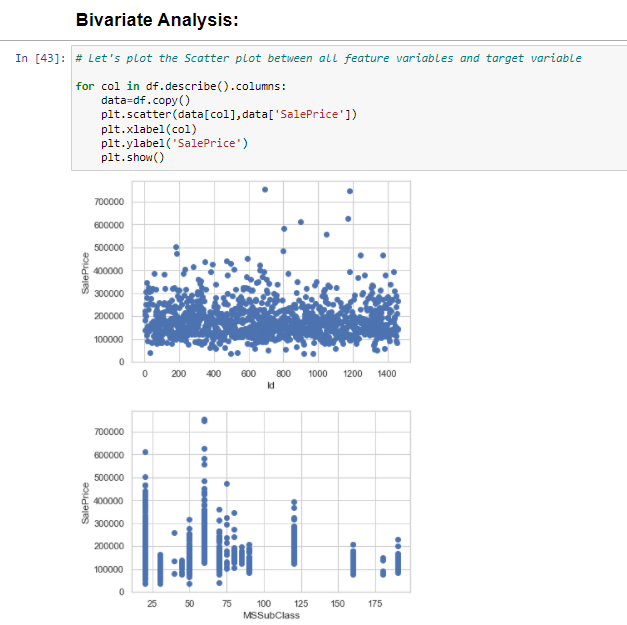 Bivariate Analysis:
In [43]: # Let's plot the Scatter plot between all feature variables and target variable
for col in df.describe().columns:
data=df.copy()
plt.scatter(data[col],data['SalePrice'])
plt.xlabel(col)
plt.ylabel('SalePrice')
plt.show()
700000
600000
500000
400000
300000
200000
100000
0
SalePrice
0 200 400 600 800 1000 1200 1400
Id
700000
600000
500000
400000
300000
200000
100000
0
SalePrice
25 50 75 100 125 150 175
MSSubClass